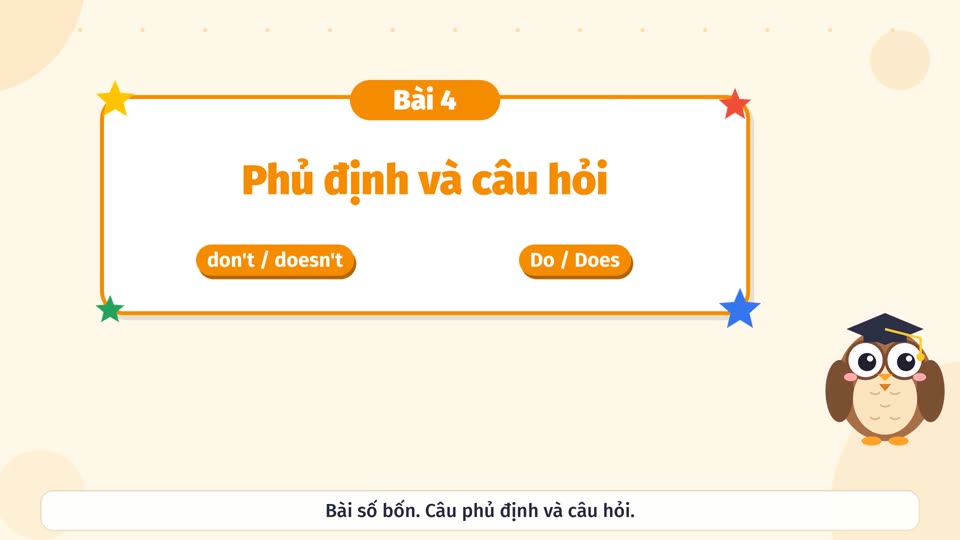 Bài 4
Phủ định và câu hỏi
don't / doesn't
Do / Does
Bài số bốn. Câu phủ định và câu hỏi.